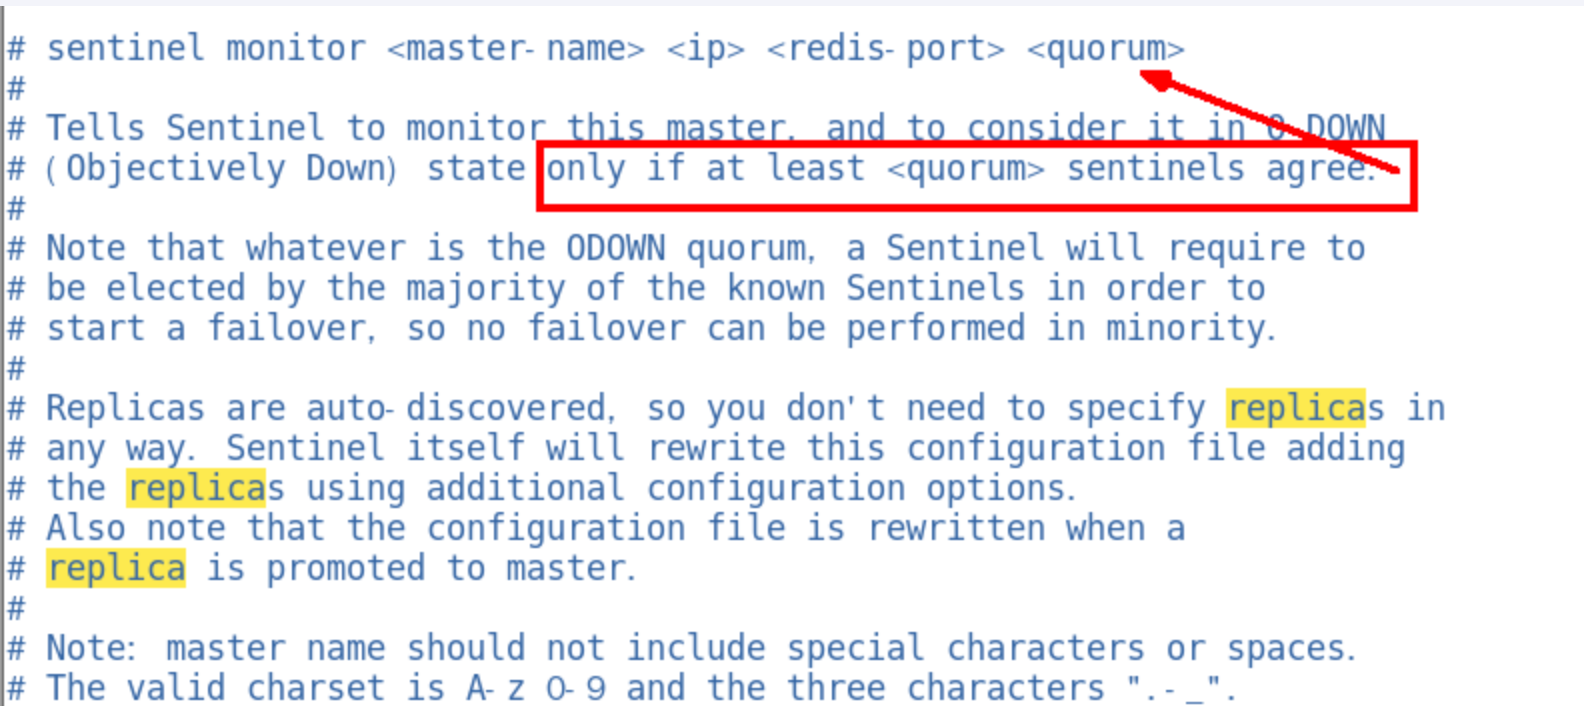 # sentinel monitor <master-name> <ip> <redis-port> <quorum>
#
# Tells Sentinel to monitor this master, and to consider it in O_DOWN
# (Objectively Down) state only if at least <quorum> sentinels agree.
#
# Note that whatever is the ODOWN quorum, a Sentinel will require to
# be elected by the majority of the known Sentinels in order to
# start a failover, so no failover can be performed in minority.
#
# Replicas are auto-discovered, so you don't need to specify replicas in
# any way. Sentinel itself will rewrite this configuration file adding
# the replicas using additional configuration options.
# Also note that the configuration file is rewritten when a
# replica is promoted to master.
#
# Note: master name should not include special characters or spaces.
# The valid charset is A-z 0-9 and the three characters ".-_".